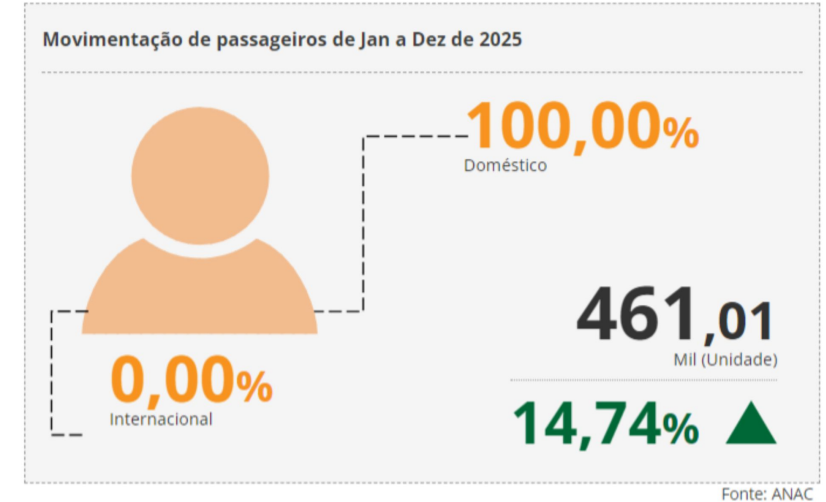 Movimentação de passageiros de Jan a Dez de 2025
100,00%
Doméstico
461,01
Mil (Unidade)
0,00%
Internacional
14,74%
Fonte: ANAC